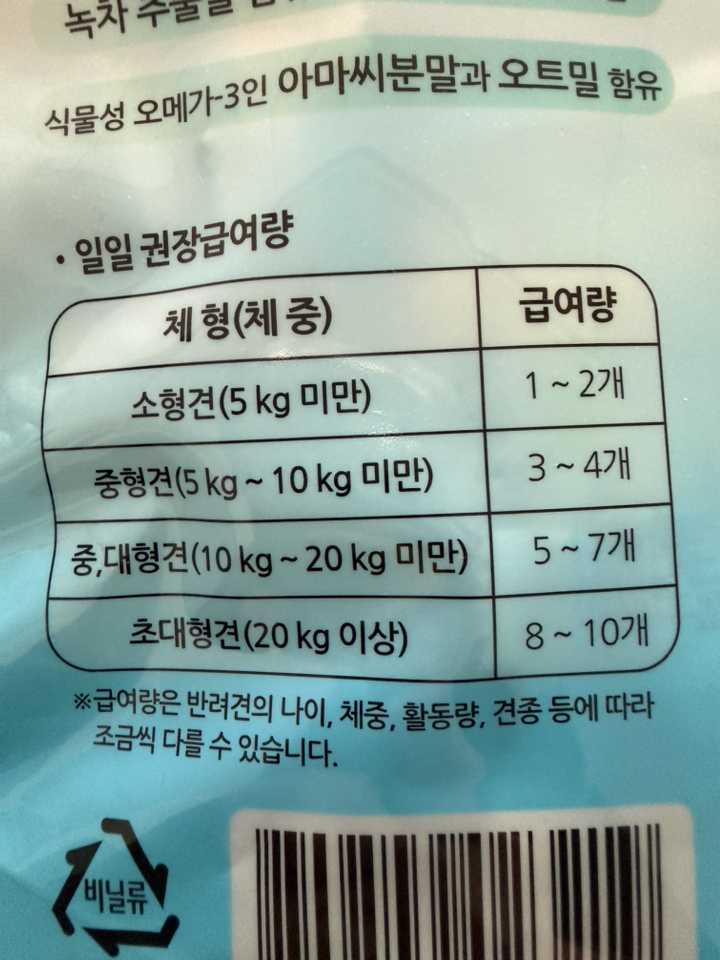 녹차 추출물
식물성 오메가-3인 아마씨분말과 오트밀 함유
• 일일 권장급여량
체 형(체 중) 급여량
소형견(5 kg 미만) 1 ~ 2개
중형견(5 kg ~ 10 kg 미만) 3 ~ 4개
중,대형견(10 kg ~ 20 kg 미만) 5 ~ 7개
초대형견(20 kg 이상) 8 ~ 10개
※급여량은 반려견의 나이, 체중, 활동량, 견종 등에 따라
조금씩 다를 수 있습니다.
비닐류